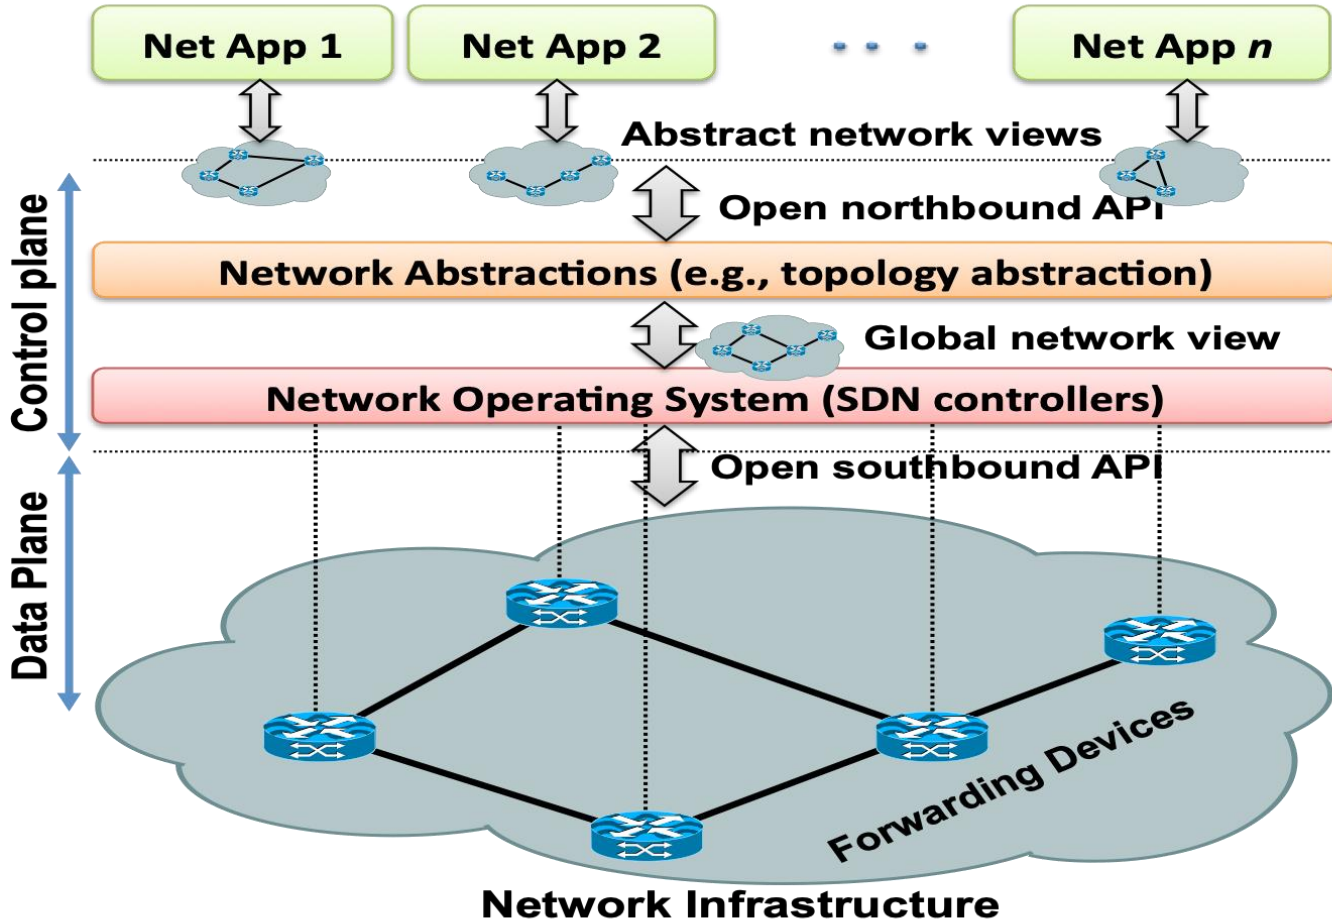 Net App 1
Net App 2
Net App n
Abstract network views
Open northbound API
Network Abstractions (e.g., topology abstraction)
Global network view
Network Operating System (SDN controllers)
Open southbound API
Control plane
Data Plane
Forwarding Devices
Network Infrastructure